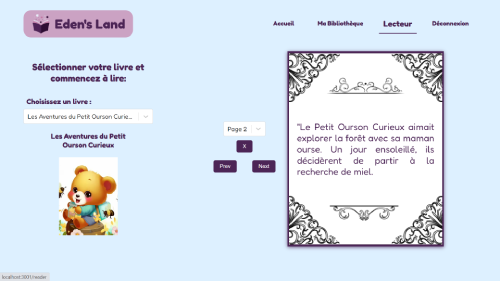 Eden's Land
Accueil
Ma Bibliothèque
Lecteur
Déconnexion
Sélectionner votre livre et
commencez à lire:
Choisissez un livre :
Les Aventures du Petit Ourson Curie...
Les Aventures du Petit
Ourson Curieux
Page 2
X
Prev
Next
"Le Petit Ourson Curieux aimait
explorer la forêt avec sa maman
ourse. Un jour ensoleillé, ils
décidèrent de partir à la
recherche de miel.
localhost:3001/reader